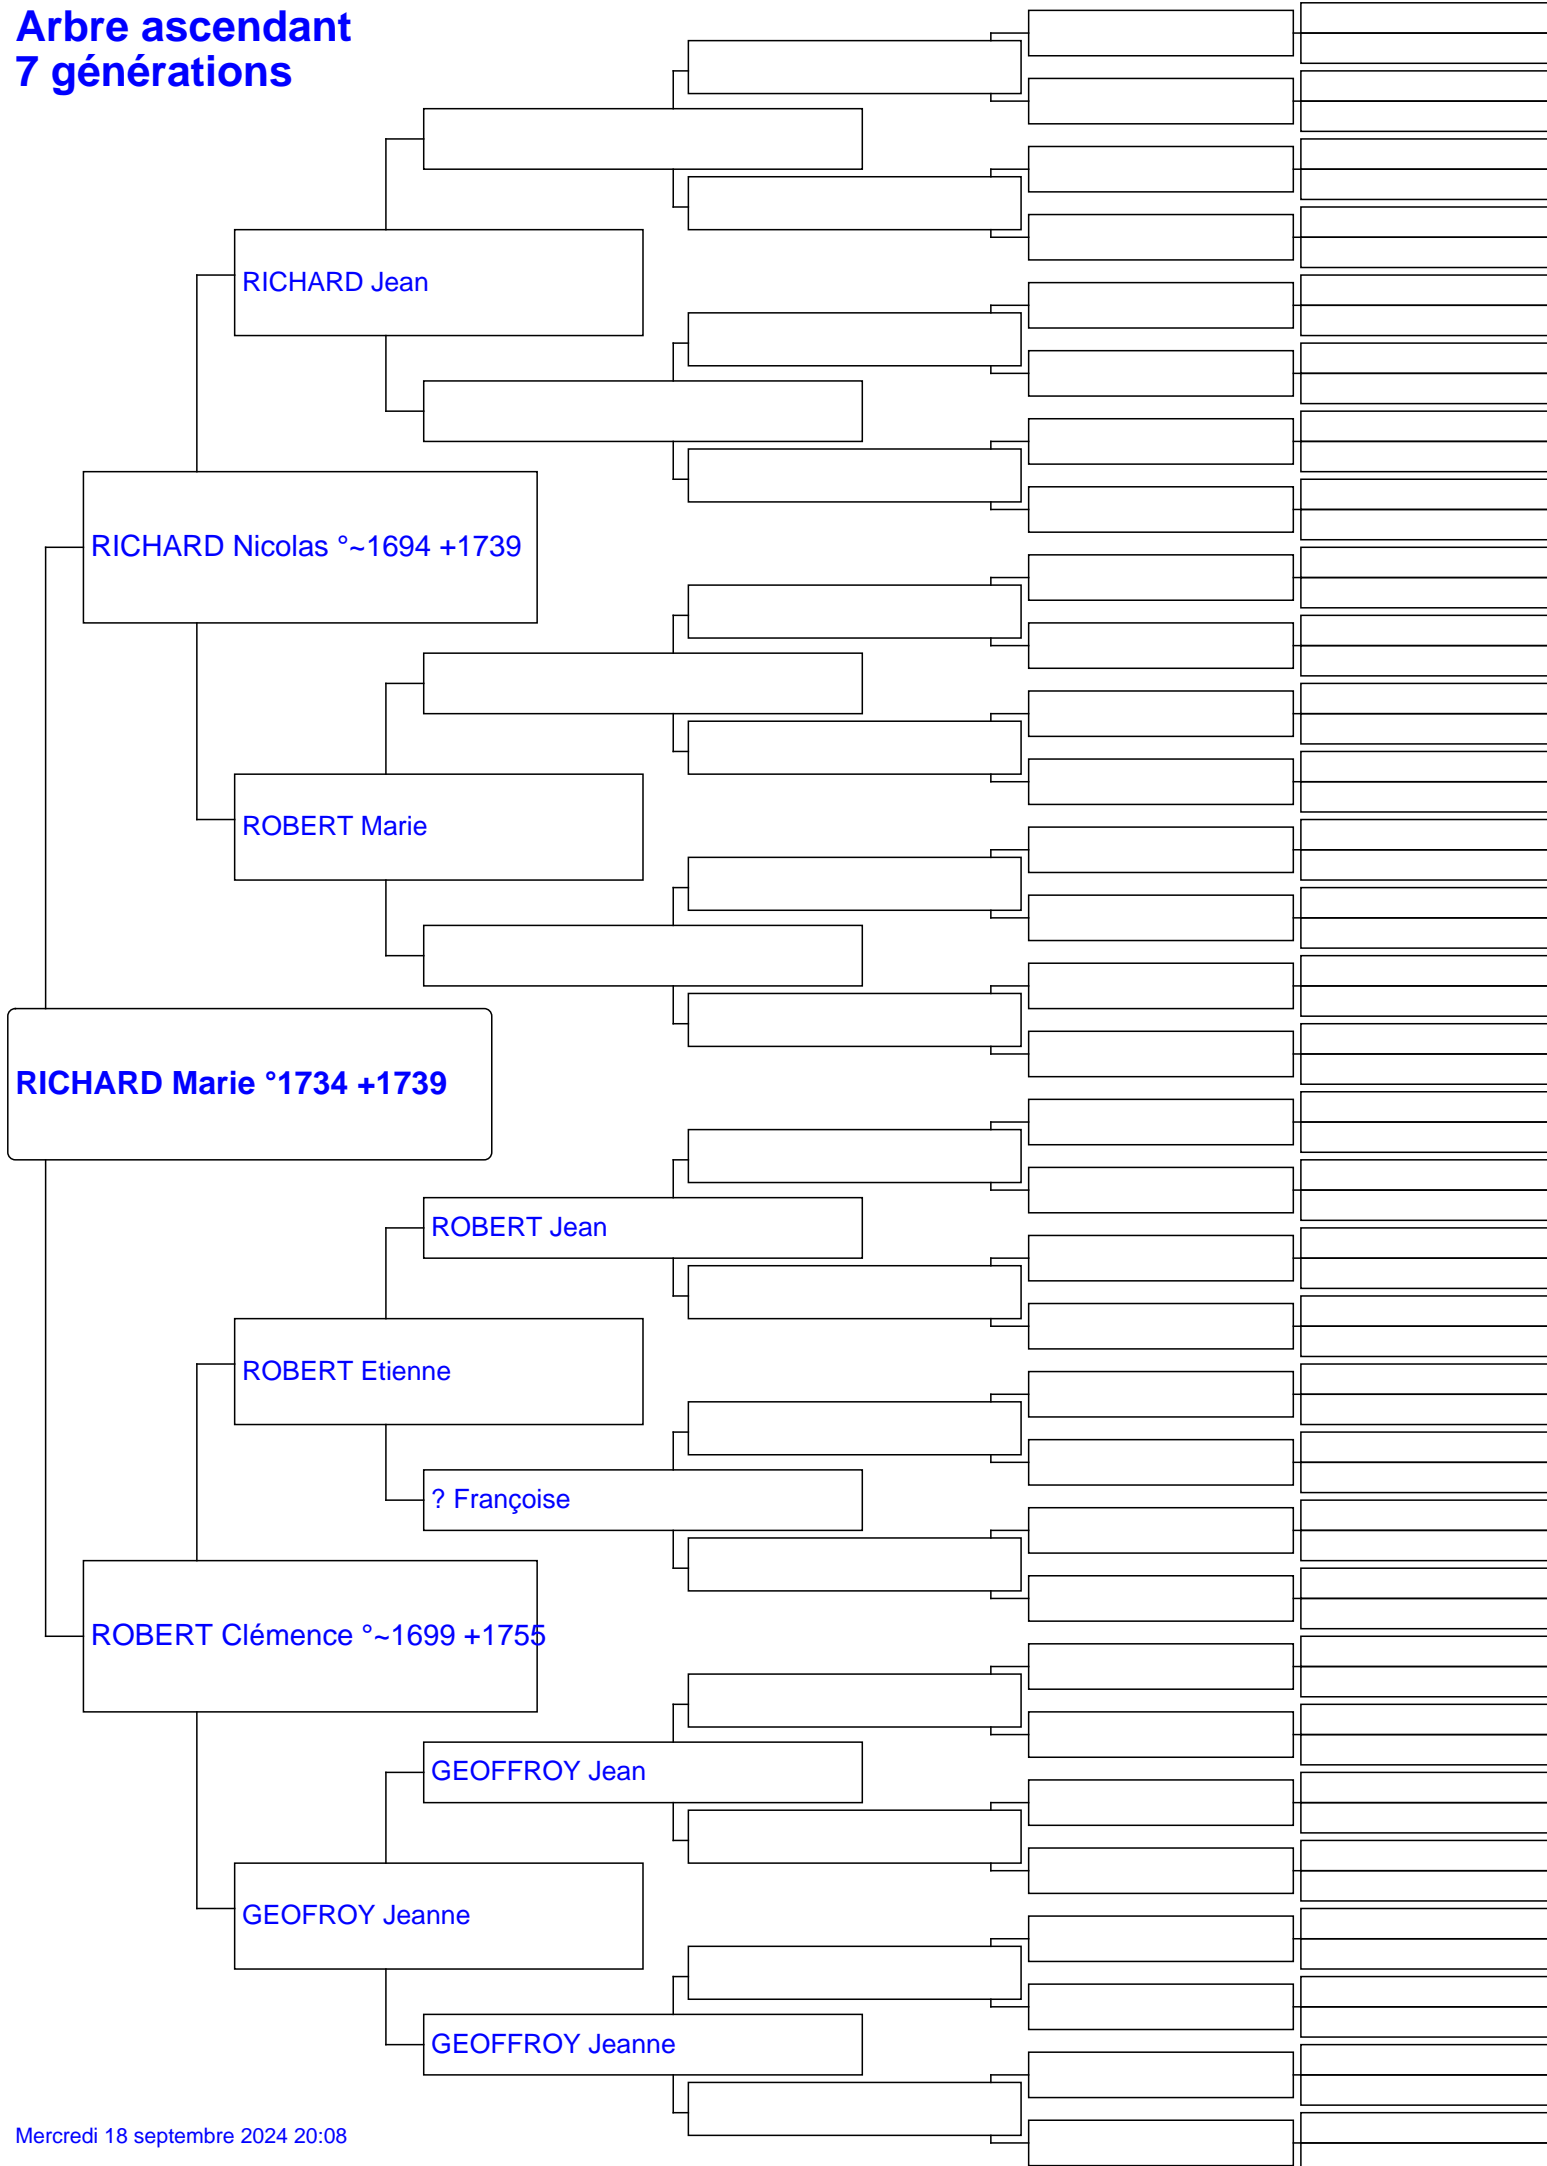 Arbre ascendant
7 générations
RICHARD Jean
RICHARD Nicolas °~1694 +1739
ROBERT Marie
RICHARD Marie °1734 +1739
ROBERT Jean
ROBERT Etienne
? Françoise
ROBERT Clémence °~1699 +1755
GEOFFROY Jean
GEOFROY Jeanne
GEOFFROY Jeanne
Mercredi 18 septembre 2024 20:08